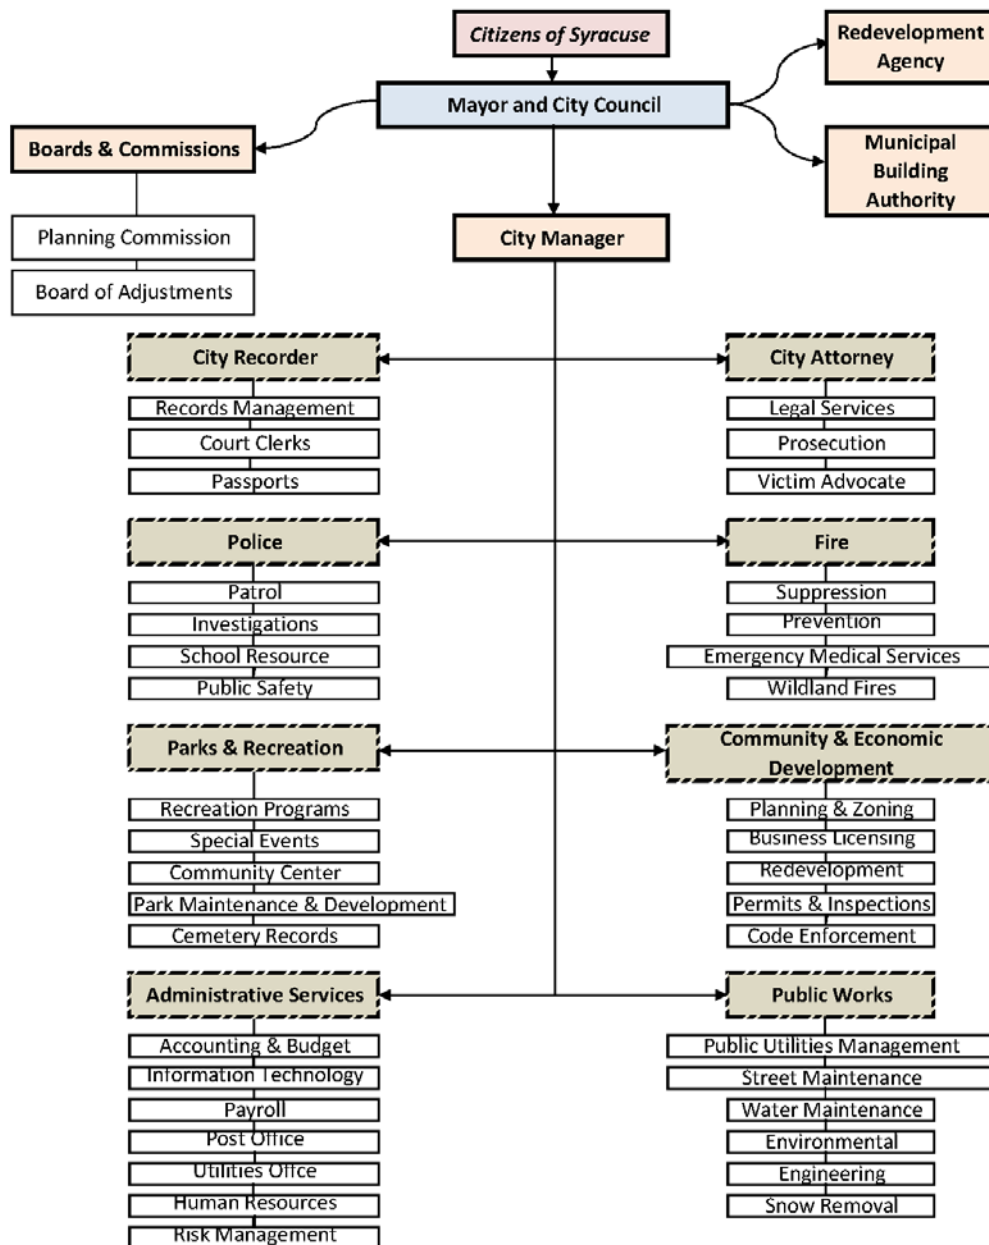 Citizens of Syracuse
Redevelopment
Agency
Mayor and City Council
Boards & Commissions
Municipal
Building
Authority
Planning Commission
City Manager
Board of Adjustments
City Recorder
Records Management
Court Clerks
Passports
City Attorney
Legal Services
Prosecution
Victim Advocate
Police
Patrol
Investigations
School Resource
Public Safety
Fire
Suppression
Prevention
Emergency Medical Services
Wildland Fires
Parks & Recreation
Recreation Programs
Special Events
Community Center
Park Maintenance & Development
Cemetery Records
Community & Economic
Development
Planning & Zoning
Business Licensing
Redevelopment
Permits & Inspections
Code Enforcement
Administrative Services
Accounting & Budget
Information Technology
Payroll
Post Office
Utilities Offce
Human Resources
Risk Management
Public Works
Public Utilities Management
Street Maintenance
Water Maintenance
Environmental
Engineering
Snow Removal